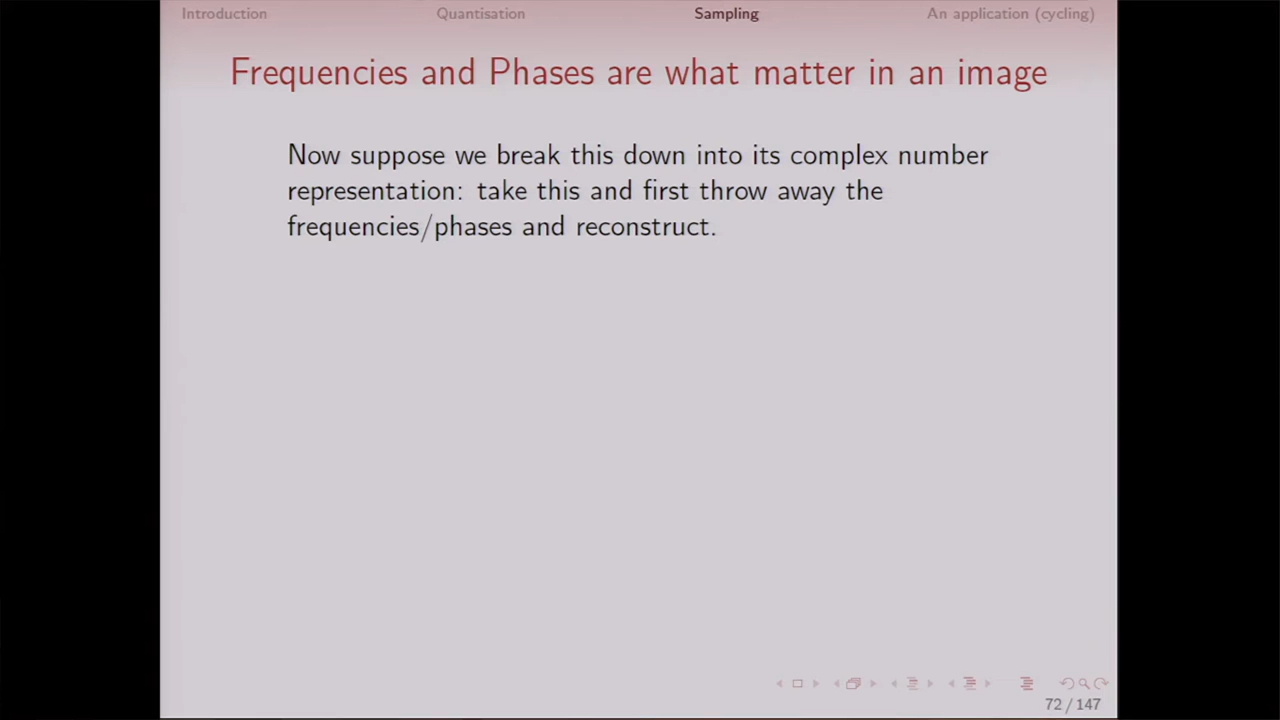 Introduction Quantisation Sampling An application (cycling)
Frequencies and Phases are what matter in an image
Now suppose we break this down into its complex number
representation: take this and first throw away the
frequencies/phases and reconstruct.
72 / 147